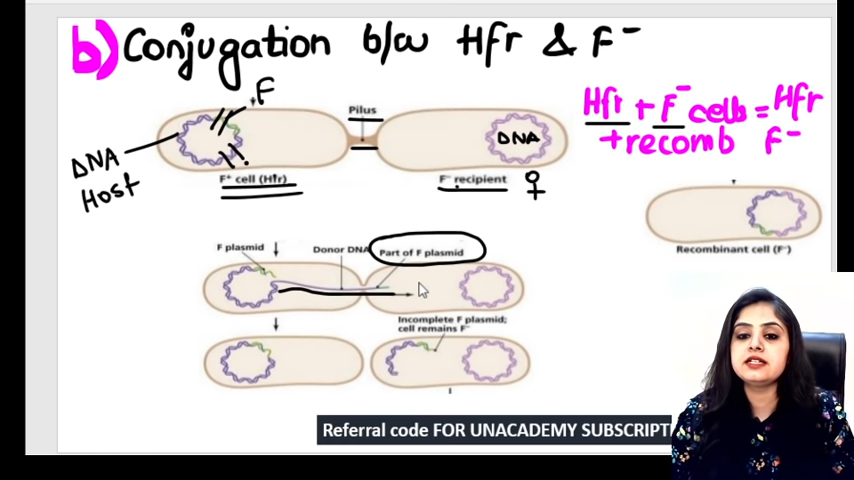 b) Conjugation b/w Hfr & F⁻
F
Hfr + F⁻ cells = Hfr
+ recomb F⁻
Pilus
DNA
DNA
Host
F⁺ cell (Hfr)
F⁻ recipient ♀
Recombinant cell (F⁻)
F plasmid
Donor DNA
Part of F plasmid
Incomplete F plasmid;
cell remains F⁻
Referral code FOR UNACADEMY SUBSCRIPTI